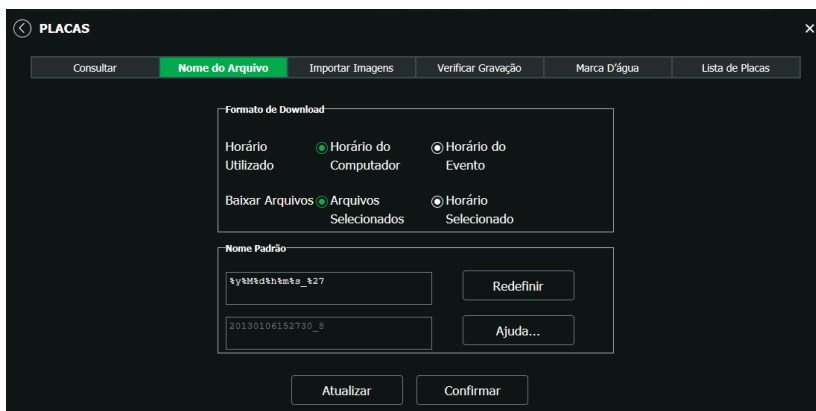 PLACAS
Consultar Nome do Arquivo Importar Imagens Verificar Gravação Marca D'água Lista de Placas
Formato de Download
Horário Utilizado Horário do Computador Horário do Evento
Baixar Arquivos Arquivos Selecionados Horário Selecionado
Nome Padrão
%y%M%d%h%m%s_%27 Redefinir
20130106152730_8 Ajuda...
Atualizar Confirmar